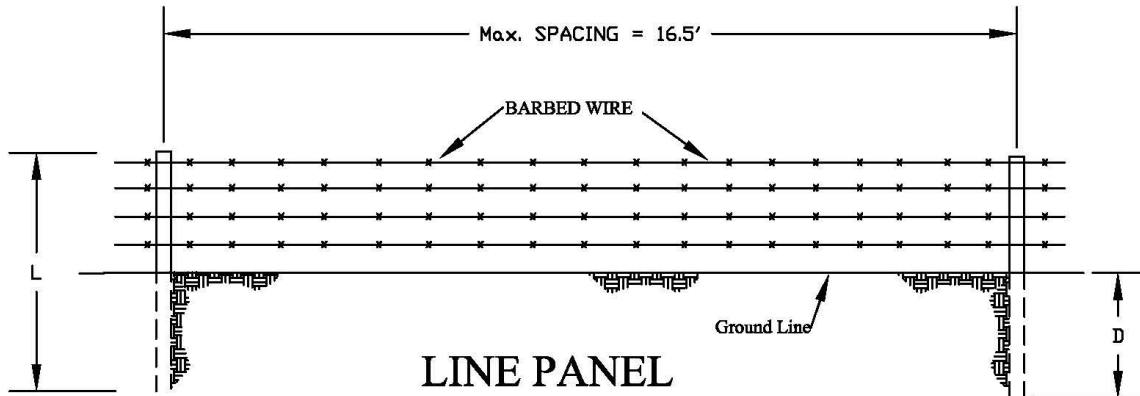 Max. SPACING = 16.5'
BARBED WIRE
L
Ground Line
D
LINE PANEL